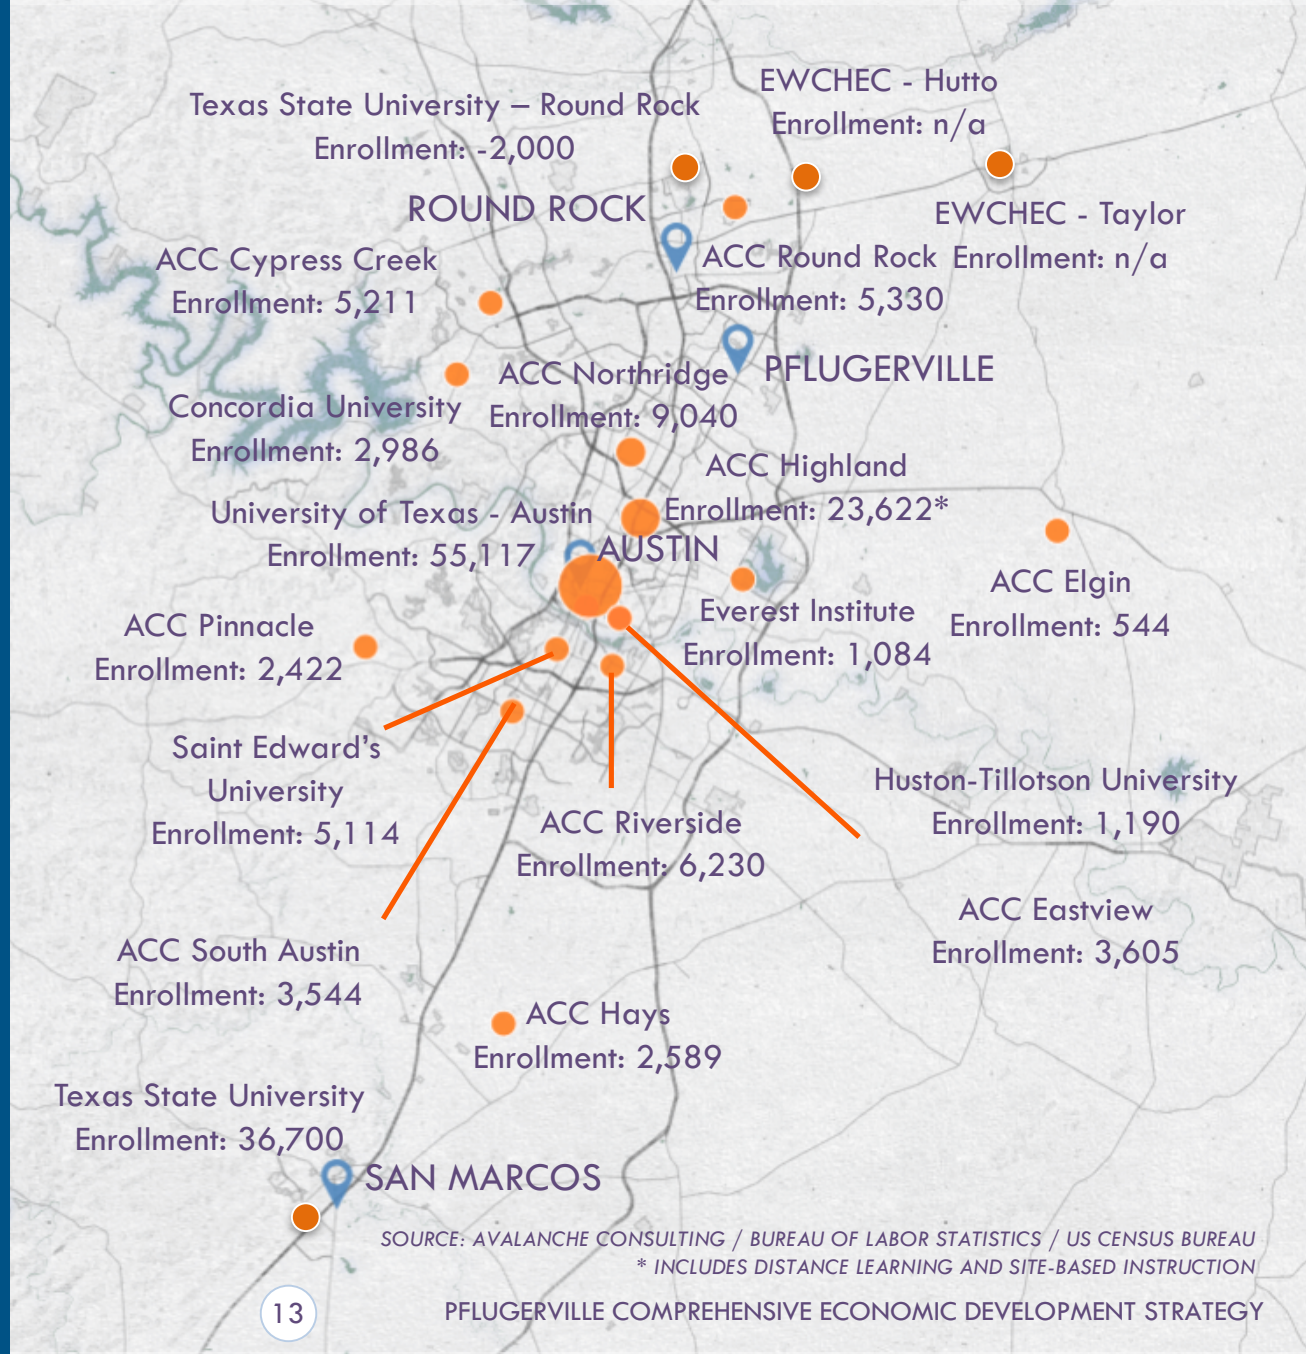 EWCHEC - Hutto
Enrollment: n/a
Texas State University – Round Rock
Enrollment: -2,000
ROUND ROCK
EWCHEC - Taylor
Enrollment: n/a
ACC Cypress Creek
Enrollment: 5,211
ACC Round Rock
Enrollment: 5,330
PFLUGERVILLE
ACC Northridge
Enrollment: 9,040
Concordia University
Enrollment: 2,986
ACC Highland
Enrollment: 23,622*
University of Texas - Austin
Enrollment: 55,117
AUSTIN
ACC Elgin
Enrollment: 544
Everest Institute
Enrollment: 1,084
ACC Pinnacle
Enrollment: 2,422
Saint Edward's
University
Enrollment: 5,114
Huston-Tillotson University
Enrollment: 1,190
ACC Riverside
Enrollment: 6,230
ACC Eastview
Enrollment: 3,605
ACC South Austin
Enrollment: 3,544
ACC Hays
Enrollment: 2,589
Texas State University
Enrollment: 36,700
SAN MARCOS
SOURCE: AVALANCHE CONSULTING / BUREAU OF LABOR STATISTICS / US CENSUS BUREAU
* INCLUDES DISTANCE LEARNING AND SITE-BASED INSTRUCTION
13
PFLUGERVILLE COMPREHENSIVE ECONOMIC DEVELOPMENT STRATEGY